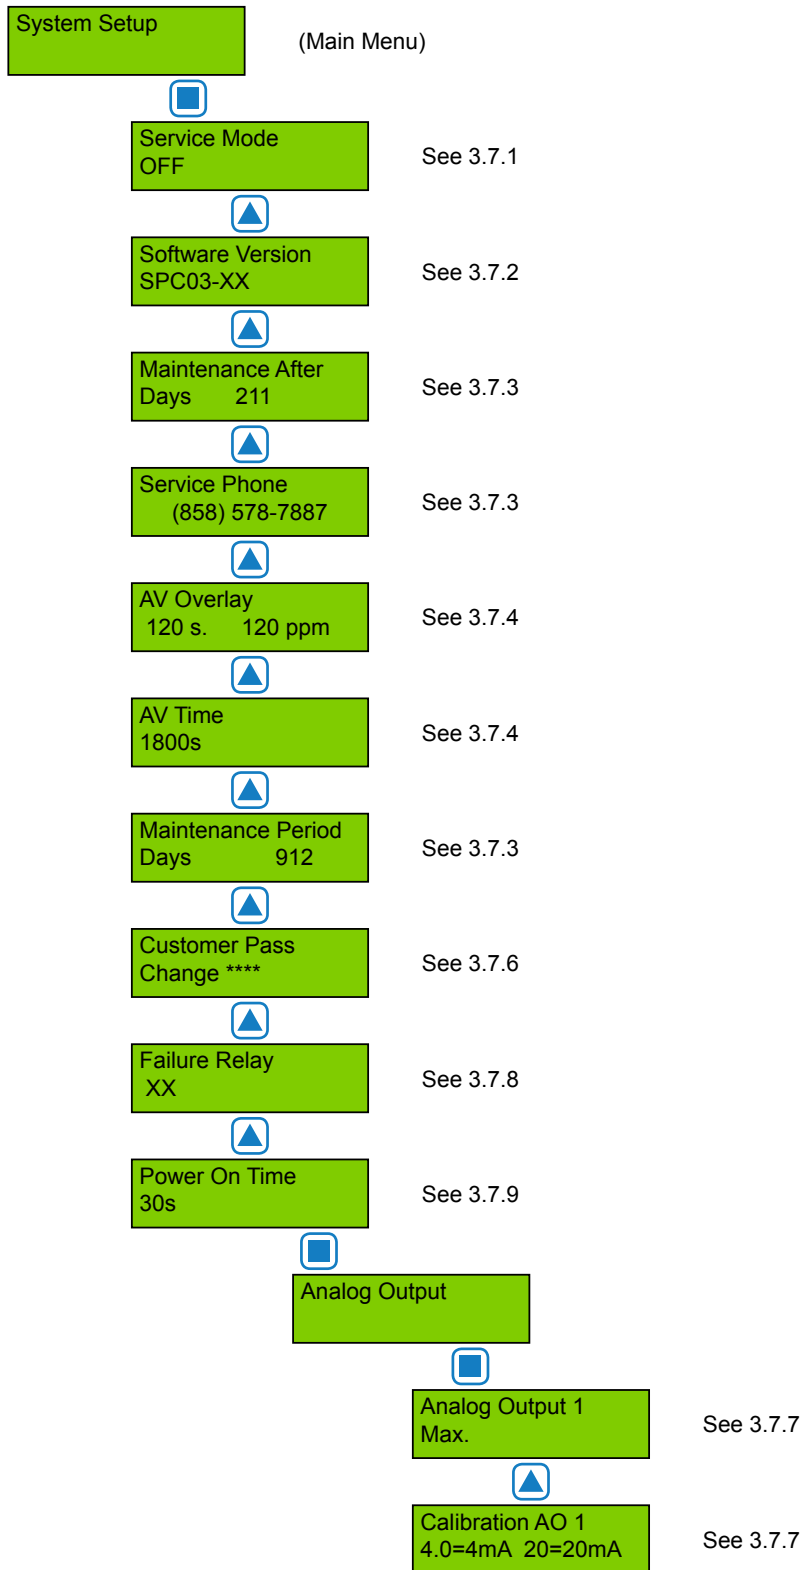 System Setup
(Main Menu)
Service Mode
OFF
See 3.7.1
Software Version
SPC03-XX
See 3.7.2
Maintenance After
Days 211
See 3.7.3
Service Phone
(858) 578-7887
See 3.7.3
AV Overlay
120 s. 120 ppm
See 3.7.4
AV Time
1800s
See 3.7.4
Maintenance Period
Days 912
See 3.7.3
Customer Pass
Change ****
See 3.7.6
Failure Relay
XX
See 3.7.8
Power On Time
30s
See 3.7.9
Analog Output
Analog Output 1
Max.
See 3.7.7
Calibration AO 1
4.0=4mA 20=20mA
See 3.7.7